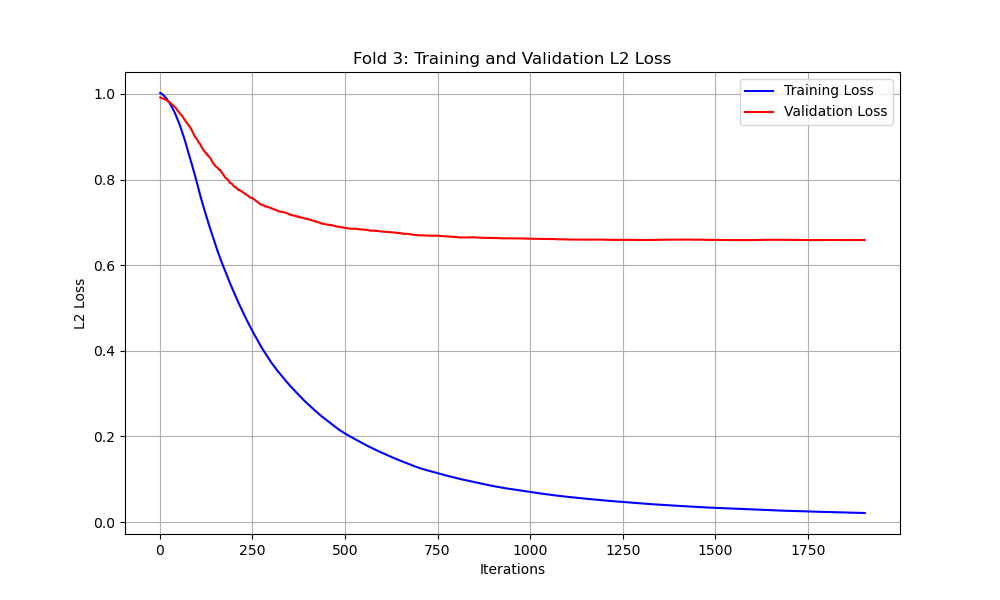 Fold 3: Training and Validation L2 Loss
Training Loss
Validation Loss
L2 Loss
1.0
0.8
0.6
0.4
0.2
0.0
0 250 500 750 1000 1250 1500 1750
Iterations